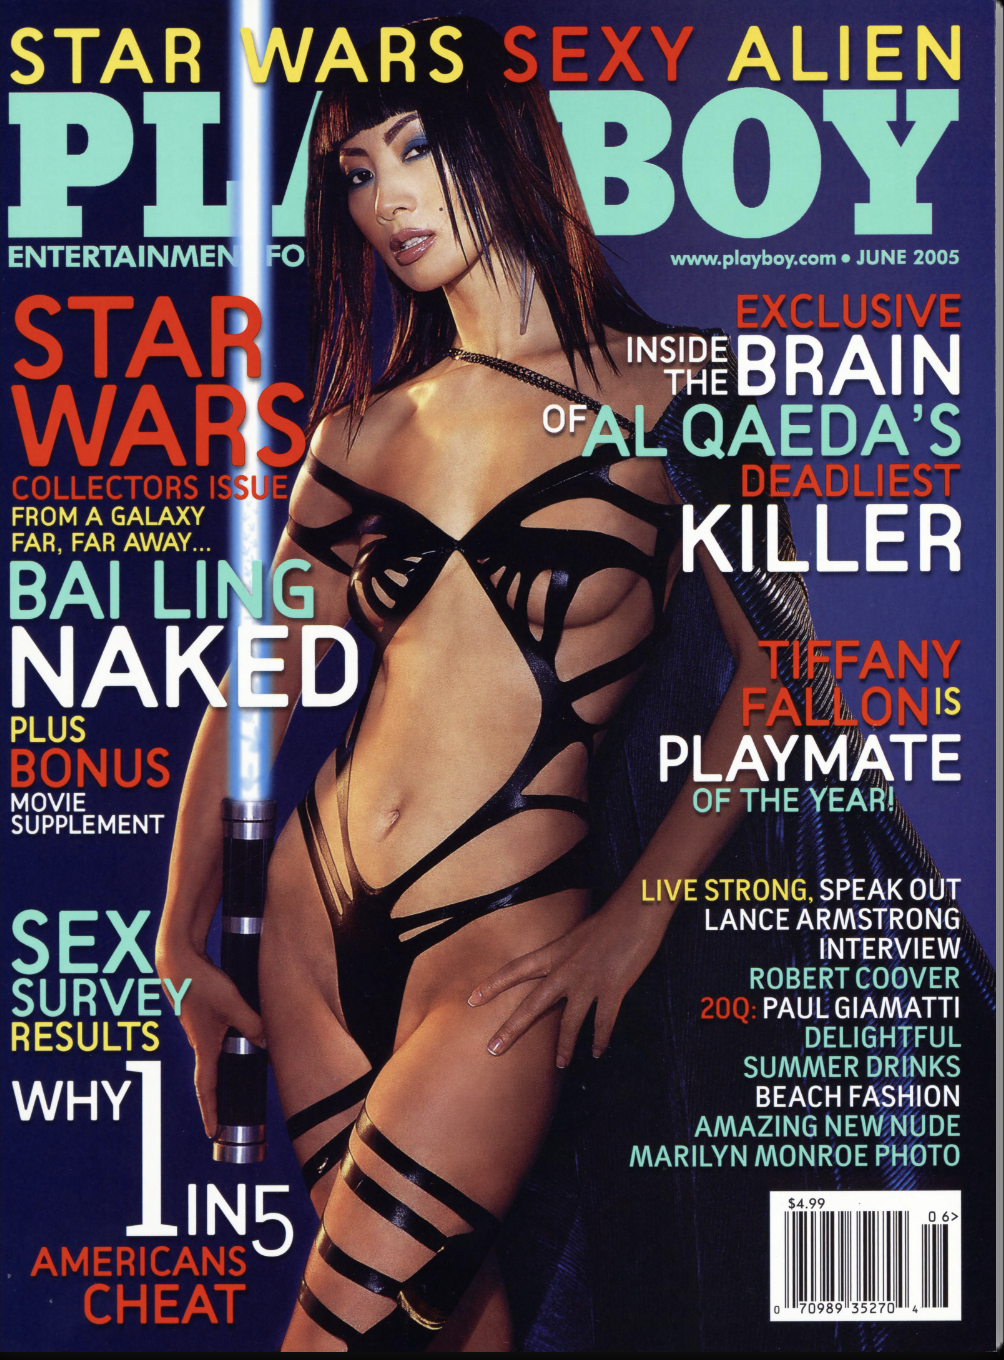 STAR WARS SEXY ALIEN
PLAYBOY
ENTERTAINMENT FO
www.playboy.com • JUNE 2005
STAR
WARS
COLLECTORS ISSUE
FROM A GALAXY
FAR, FAR AWAY...
BAI LING
NAKED
PLUS
BONUS
MOVIE
SUPPLEMENT
SEX
SURVEY
RESULTS
WHY 1 IN 5
AMERICANS
CHEAT
EXCLUSIVE
INSIDE
THE BRAIN
OF AL QAEDA'S
DEADLIEST
KILLER
TIFFANY
FALLON IS
PLAYMATE
OF THE YEAR!
LIVE STRONG, SPEAK OUT
LANCE ARMSTRONG
INTERVIEW
ROBERT COOVER
20Q: PAUL GIAMATTI
DELIGHTFUL
SUMMER DRINKS
BEACH FASHION
AMAZING NEW NUDE
MARILYN MONROE PHOTO
$4.99
0 6>
0 70989 35270 4